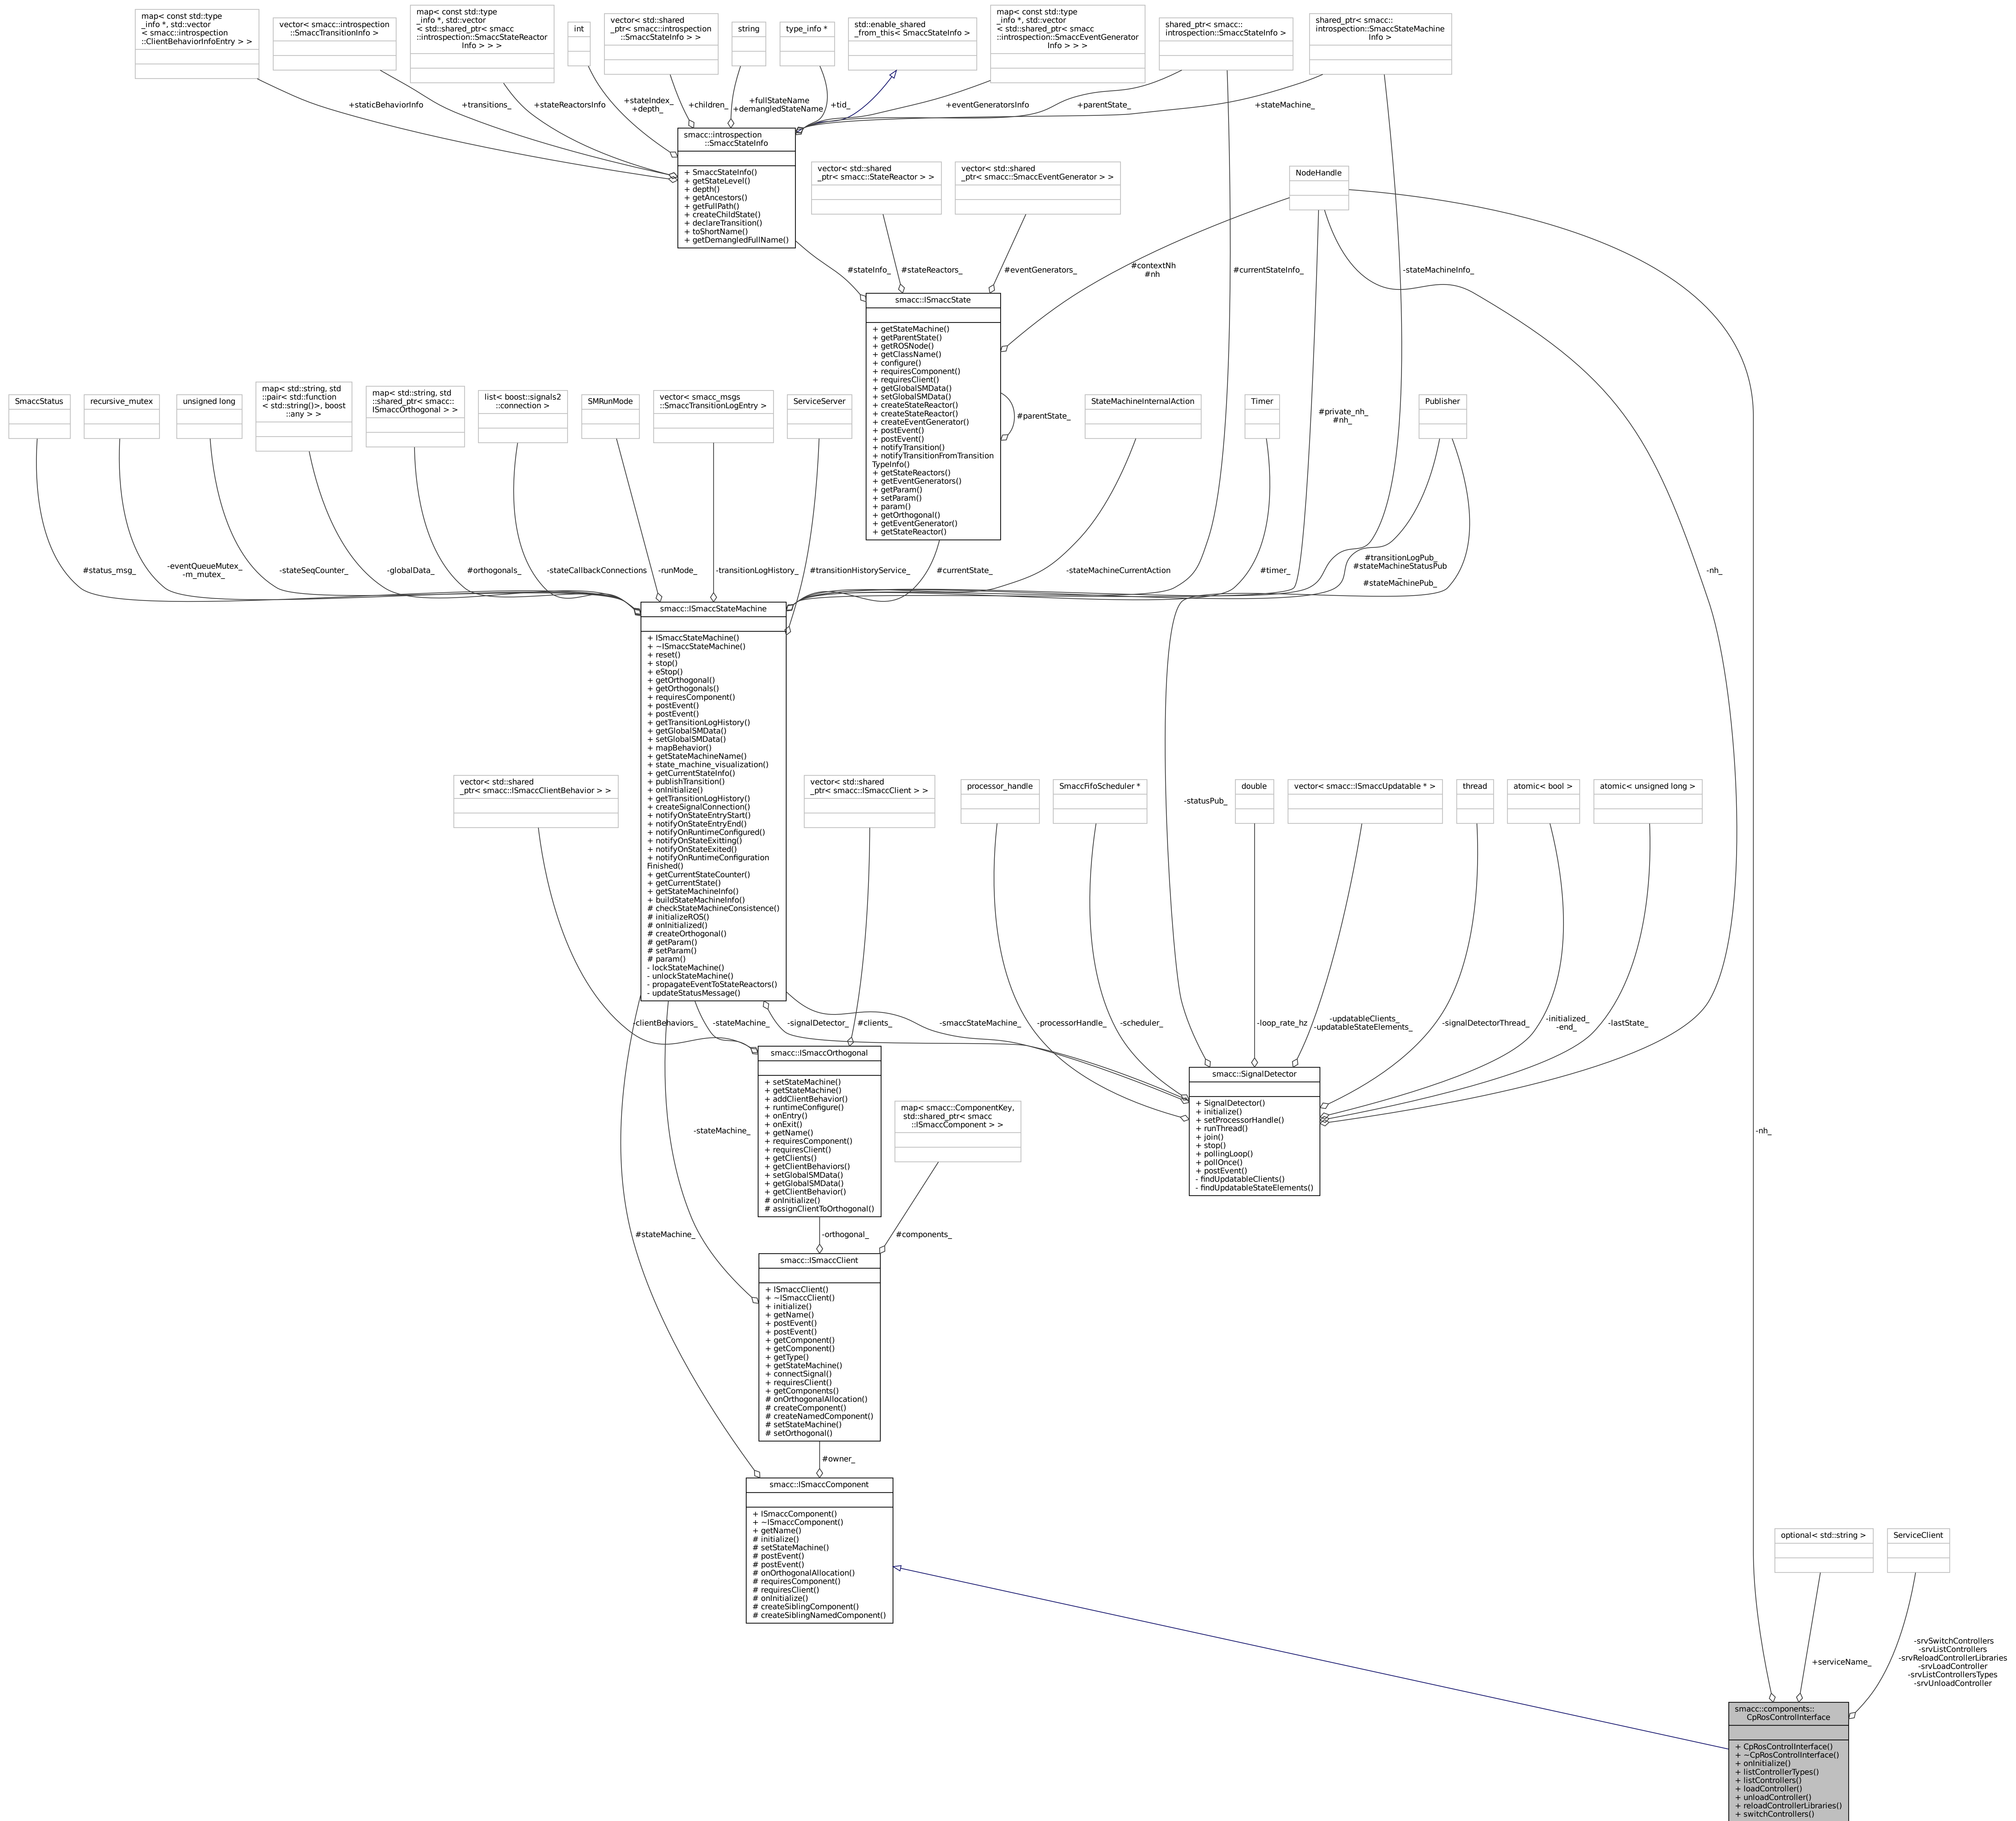 map< const std::type
_info *, std::vector
< smacc::introspection
::ClientBehaviorInfoEntry > >
vector< smacc::introspection
::SmaccTransitionInfo >
map< const std::type
_info *, std::vector
< std::shared_ptr< smacc
::introspection::SmaccStateReactor
Info > > >
int
vector< std::shared
_ptr< smacc::introspection
::SmaccStateInfo > >
string
type_info *
std::enable_shared
_from_this< SmaccStateInfo >
map< const std::type
_info *, std::vector
< std::shared_ptr< smacc
::introspection::SmaccEventGenerator
Info > > >
shared_ptr< smacc::
introspection::SmaccStateInfo >
shared_ptr< smacc::
introspection::SmaccStateMachine
Info >
+staticBehaviorInfo
+transitions_
+stateReactorsInfo
+stateIndex_
+depth_
+children_
+fullStateName
+demangledStateName
+tid_
+eventGeneratorsInfo
+parentState_
+stateMachine_
smacc::introspection
::SmaccStateInfo
+ SmaccStateInfo()
+ getStateLevel()
+ depth()
+ getAncestors()
+ getFullPath()
+ createChildState()
+ declareTransition()
+ toShortName()
+ getDemangledFullName()
vector< std::shared
_ptr< smacc::StateReactor > >
vector< std::shared
_ptr< smacc::SmaccEventGenerator > >
NodeHandle
#stateInfo_
#stateReactors_
#eventGenerators_
#contextNh
#nh
#currentStateInfo_
-stateMachineInfo_
smacc::ISmaccState
+ getStateMachine()
+ getParentState()
+ getROSNode()
+ getClassName()
+ configure()
+ requiresComponent()
+ requiresClient()
+ getGlobalSMData()
+ setGlobalSMData()
+ createStateReactor()
+ createStateReactor()
+ createEventGenerator()
+ postEvent()
+ postEvent()
+ notifyTransition()
+ notifyTransitionFromTransition
TypeInfo()
+ getStateReactors()
+ getEventGenerators()
+ getParam()
+ setParam()
+ param()
+ getOrthogonal()
+ getEventGenerator()
+ getStateReactor()
#parentState_
SmaccStatus
recursive_mutex
unsigned long
map< std::string, std
::pair< std::function
< std::string()>, boost
::any > >
map< std::string, std
::shared_ptr< smacc::
ISmaccOrthogonal > >
list< boost::signals2
::connection >
SMRunMode
vector< smacc_msgs
::SmaccTransitionLogEntry >
ServiceServer
StateMachineInternalAction
Timer
#private_nh_
#nh_
Publisher
#status_msg_
-eventQueueMutex_
-m_mutex_
-stateSeqCounter_
-globalData_
#orthogonals_
-stateCallbackConnections
-runMode_
-transitionLogHistory_
#transitionHistoryService_
#currentState_
-stateMachineCurrentAction
#timer_
#transitionLogPub_
#stateMachineStatusPub
_
#stateMachinePub_
-nh_
smacc::ISmaccStateMachine
+ ISmaccStateMachine()
+ ~ISmaccStateMachine()
+ reset()
+ stop()
+ eStop()
+ getOrthogonal()
+ getOrthogonals()
+ requiresComponent()
+ postEvent()
+ postEvent()
+ getTransitionLogHistory()
+ getGlobalSMData()
+ setGlobalSMData()
+ mapBehavior()
+ getStateMachineName()
+ state_machine_visualization()
+ getCurrentStateInfo()
+ publishTransition()
+ onInitialize()
+ getTransitionLogHistory()
+ createSignalConnection()
+ notifyOnStateEntryStart()
+ notifyOnStateEntryEnd()
+ notifyOnRuntimeConfigured()
+ notifyOnStateExitting()
+ notifyOnStateExited()
+ notifyOnRuntimeConfiguration
Finished()
+ getCurrentStateCounter()
+ getCurrentState()
+ getStateMachineInfo()
+ buildStateMachineInfo()
# checkStateMachineConsistence()
# initializeROS()
# onInitialized()
# createOrthogonal()
# getParam()
# setParam()
# param()
- lockStateMachine()
- unlockStateMachine()
- propagateEventToStateReactors()
- updateStatusMessage()
vector< std::shared
_ptr< smacc::ISmaccClientBehavior > >
vector< std::shared
_ptr< smacc::ISmaccClient > >
processor_handle
SmaccFifoScheduler *
-statusPub_
double
vector< smacc::ISmaccUpdatable * >
thread
atomic< bool >
atomic< unsigned long >
-clientBehaviors_
-stateMachine_
-signalDetector_
#clients_
-smaccStateMachine_
-processorHandle_
-scheduler_
-loop_rate_hz
-updatableClients_
-updatableStateElements_
-signalDetectorThread_
-initialized_
-end_
-lastState_
smacc::ISmaccOrthogonal
+ setStateMachine()
+ getStateMachine()
+ addClientBehavior()
+ runtimeConfigure()
+ onEntry()
+ onExit()
+ getName()
+ requiresComponent()
+ requiresClient()
+ getClients()
+ getClientBehaviors()
+ setGlobalSMData()
+ getGlobalSMData()
+ getClientBehavior()
# onInitialize()
# assignClientToOrthogonal()
smacc::SignalDetector
+ SignalDetector()
+ initialize()
+ setProcessorHandle()
+ runThread()
+ join()
+ stop()
+ pollingLoop()
+ pollOnce()
+ postEvent()
- findUpdatableClients()
- findUpdatableStateElements()
map< smacc::ComponentKey,
std::shared_ptr< smacc
::ISmaccComponent > >
-stateMachine_
-nh_
#stateMachine_
-orthogonal_
#components_
smacc::ISmaccClient
+ ISmaccClient()
+ ~ISmaccClient()
+ initialize()
+ getName()
+ postEvent()
+ postEvent()
+ getComponent()
+ getComponent()
+ getType()
+ getStateMachine()
+ connectSignal()
+ requiresClient()
+ getComponents()
# onOrthogonalAllocation()
# createComponent()
# createNamedComponent()
# setStateMachine()
# setOrthogonal()
#owner_
smacc::ISmaccComponent
+ ISmaccComponent()
+ ~ISmaccComponent()
+ getName()
# initialize()
# setStateMachine()
# postEvent()
# postEvent()
# onOrthogonalAllocation()
# requiresComponent()
# requiresClient()
# onInitialize()
# createSiblingComponent()
# createSiblingNamedComponent()
optional< std::string >
ServiceClient
+serviceName_
-srvSwitchControllers
-srvListControllers
-srvReloadControllerLibraries
-srvLoadController
-srvListControllersTypes
-srvUnloadController
smacc::components::
CpRosControlInterface
+ CpRosControlInterface()
+ ~CpRosControlInterface()
+ onInitialize()
+ listControllerTypes()
+ listControllers()
+ loadController()
+ unloadController()
+ reloadControllerLibraries()
+ switchControllers()